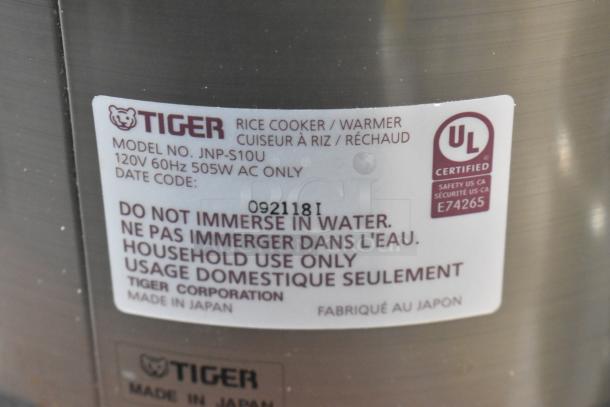 TIGER RICE COOKER / WARMER
CUISEUR À RIZ / RÉCHAUD
MODEL NO. JNP-S10U
120V 60Hz 505W AC ONLY
DATE CODE:
092118I
UL
CERTIFIED
SAFETY US CA
SÉCURITÉ US CA
E74265
DO NOT IMMERSE IN WATER.
NE PAS IMMERGER DANS L'EAU.
HOUSEHOLD USE ONLY
USAGE DOMESTIQUE SEULEMENT
TIGER CORPORATION
MADE IN JAPAN FABRIQUÉ AU JAPON
TIGER
MADE IN JAPAN